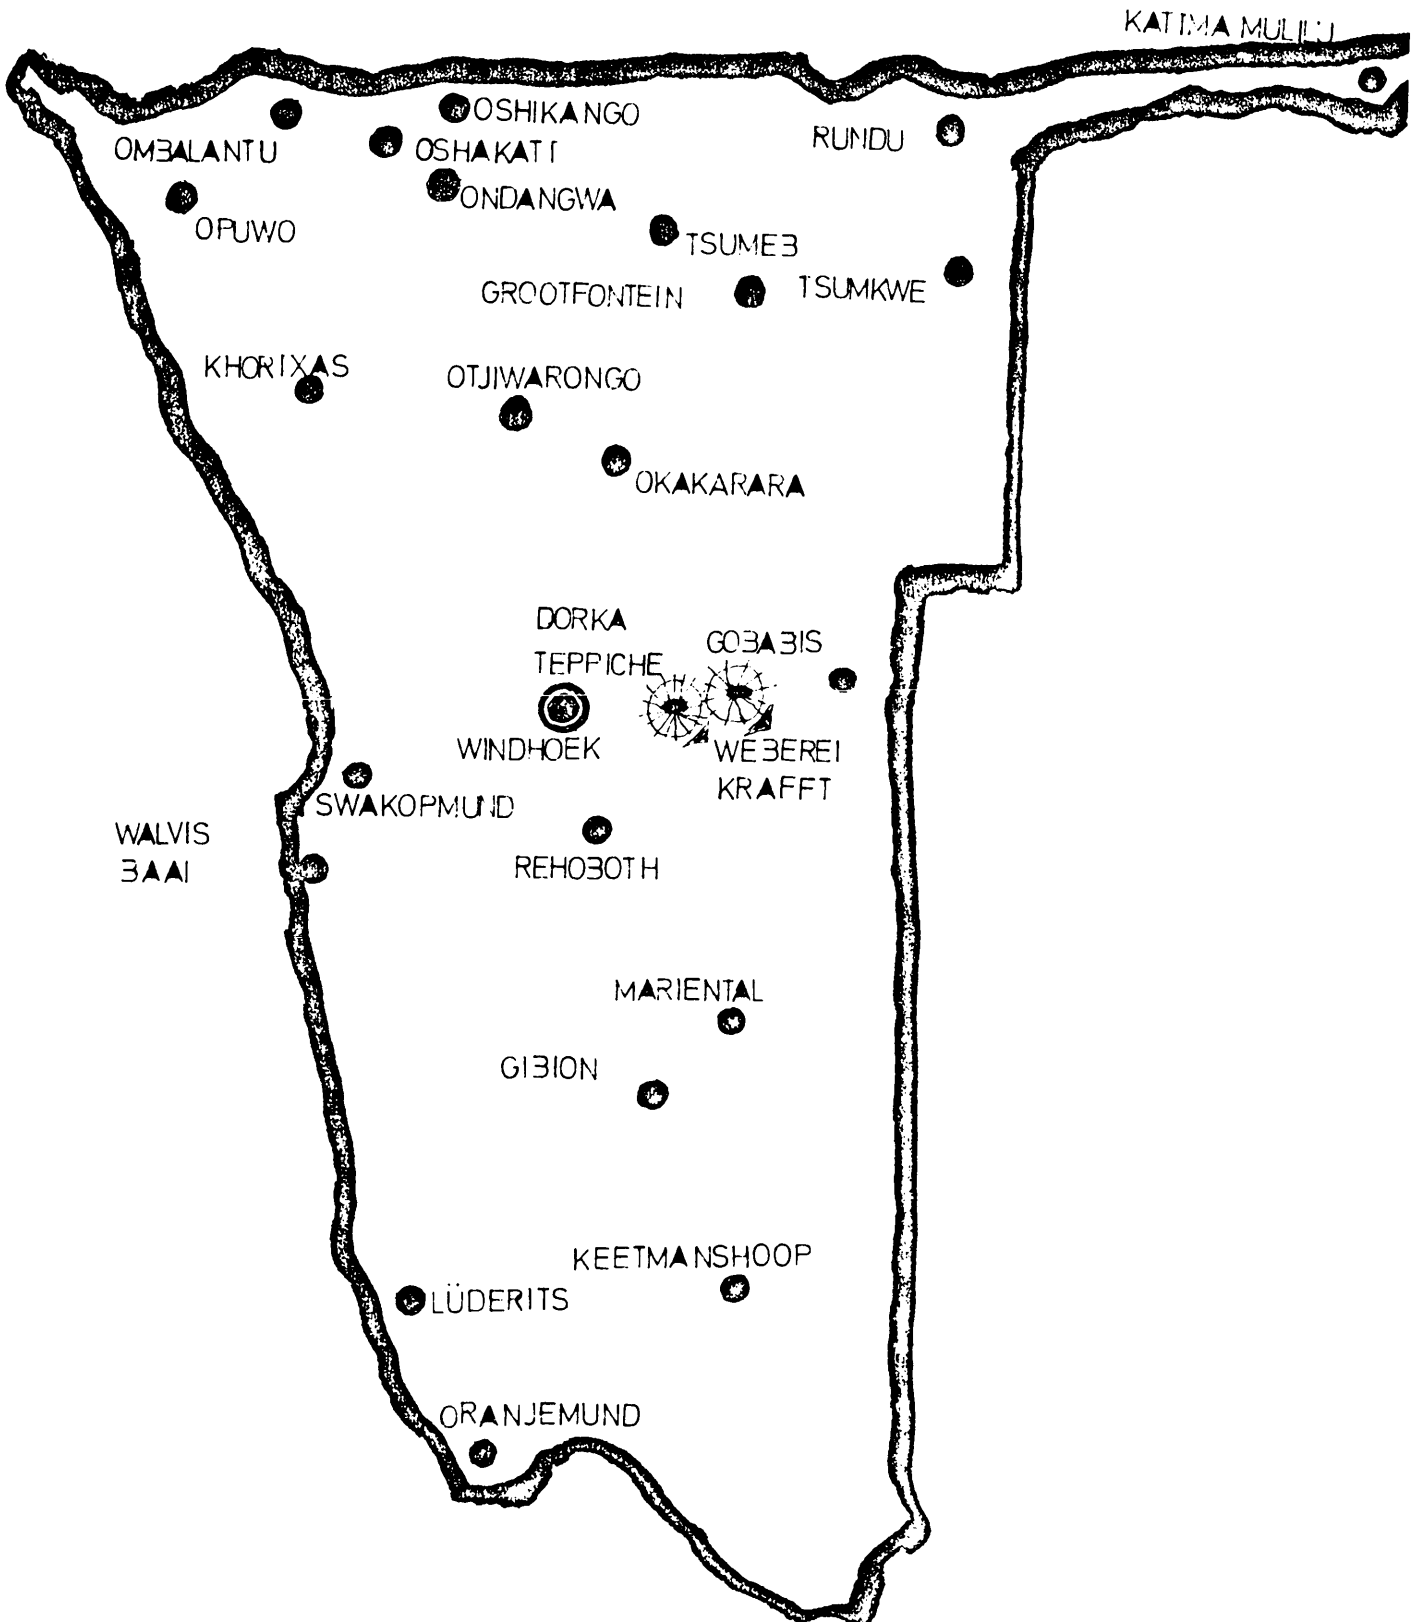 KATIMA MULILU
OSHIKANGO
RUNDU
OMBALANTU
OSHAKATI
ONDANGWA
OPUWO
TSUMEB
GROOTFONTEIN
TSUMKWE
KHORIXAS
OTJIWARONGO
OKAKARARA
DORKA
TEPPICHE
GOBABIS
WINDHOEK
WEBEREI
KRAFFT
SWAKOPMUND
WALVIS
BAAI
REHOBOTH
MARIENTAL
GIBION
KEETMANSHOOP
LÜDERITS
ORANJEMUND